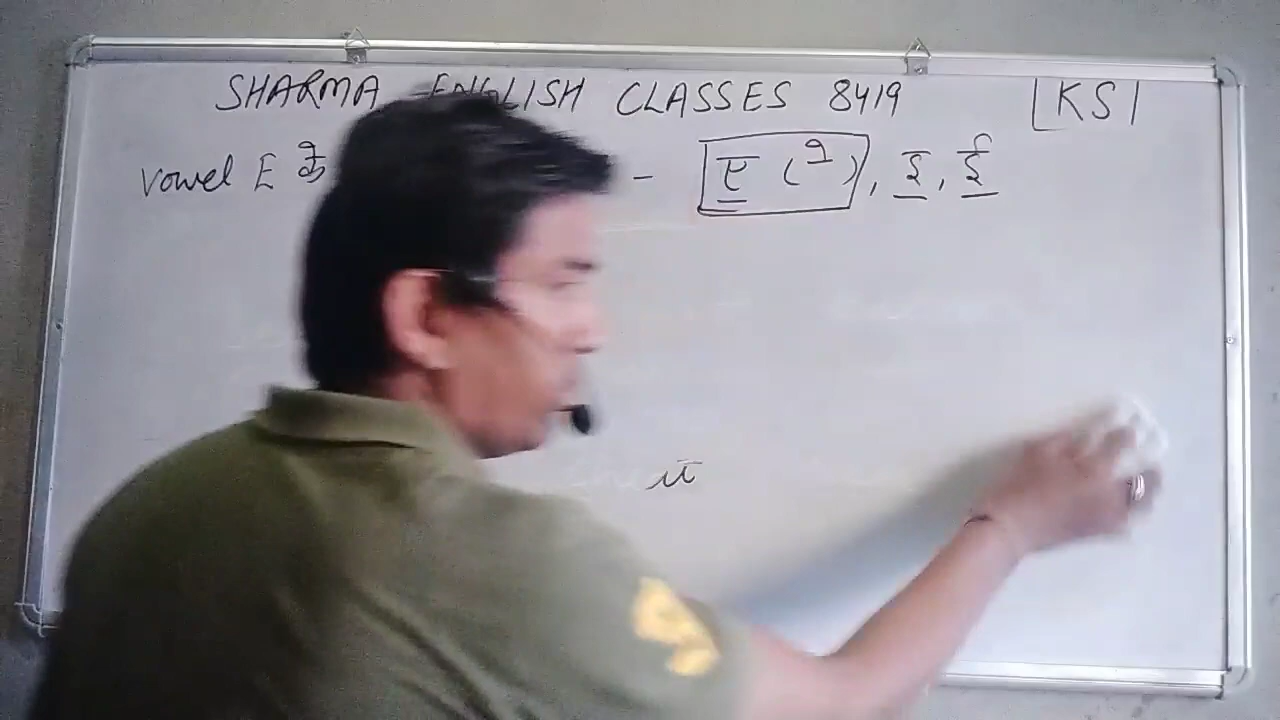 SHARMA ENGLISH CLASSES 8419 |KS|
vowel E के - ए ( े ), इ, ई